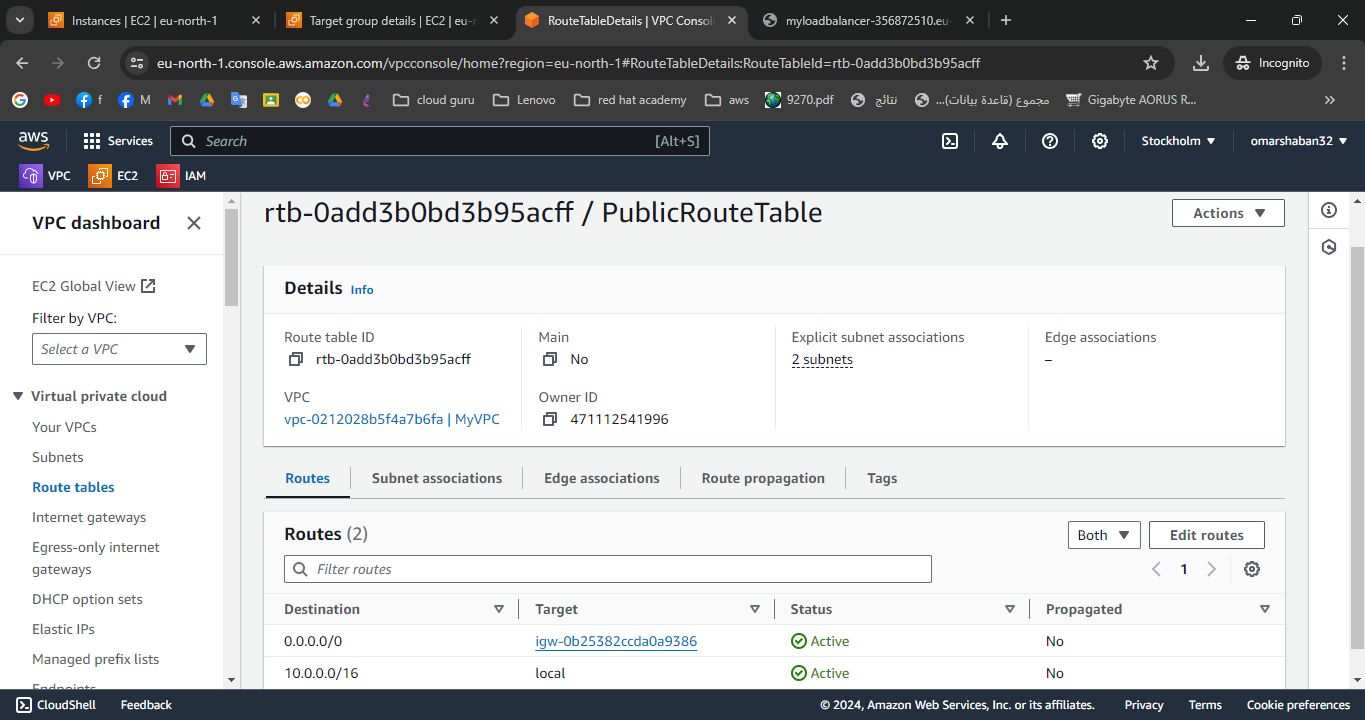 Instances | EC2 | eu-north-1
Target group details | EC2 | eu-n
RouteTableDetails | VPC Consol
myloadbalancer-356872510.eu-
eu-north-1.console.aws.amazon.com/vpcconsole/home?region=eu-north-1#RouteTableDetails:RouteTableId=rtb-0add3b0bd3b95acff
Incognito
f
M
cloud guru
Lenovo
red hat academy
aws
9270.pdf
نتائج
مجموع (قاعدة بيانات)...
Gigabyte AORUS R...
»
aws
Services
Search
[Alt+S]
Stockholm
omarshaban32
VPC
EC2
IAM
VPC dashboard
EC2 Global View
Filter by VPC:
Select a VPC
Virtual private cloud
Your VPCs
Subnets
Route tables
Internet gateways
Egress-only internet
gateways
DHCP option sets
Elastic IPs
Managed prefix lists
Endpoints
rtb-0add3b0bd3b95acff / PublicRouteTable
Actions
Details Info
Route table ID
rtb-0add3b0bd3b95acff
Main
No
Explicit subnet associations
2 subnets
Edge associations
–
VPC
vpc-0212028b5f4a7b6fa | MyVPC
Owner ID
471112541996
Routes
Subnet associations
Edge associations
Route propagation
Tags
Routes (2)
Both
Edit routes
Filter routes
1
Destination Target Status Propagated
0.0.0.0/0 igw-0b25382ccda0a9386 Active No
10.0.0.0/16 local Active No
CloudShell
Feedback
© 2024, Amazon Web Services, Inc. or its affiliates.
Privacy
Terms
Cookie preferences